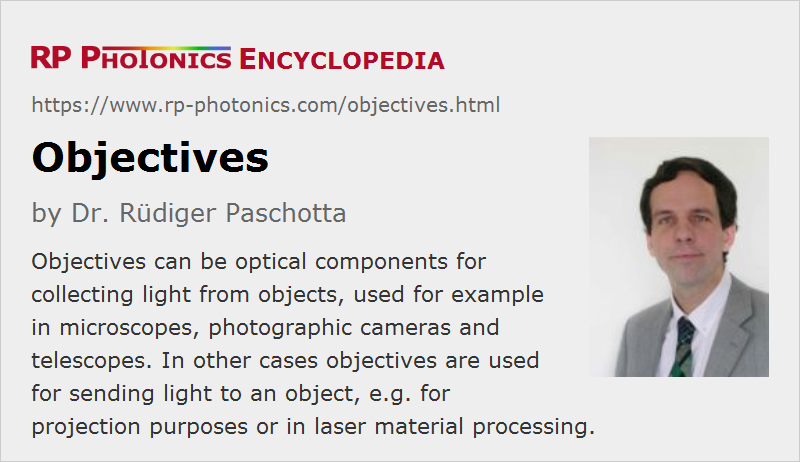 RP PHOTONICS ENCYCLOPEDIA
https://www.rp-photonics.com/objectives.html
Objectives
by Dr. Rüdiger Paschotta
Objectives can be optical components for
collecting light from objects, used for example
in microscopes, photographic cameras and
telescopes. In other cases objectives are used
for sending light to an object, e.g. for
projection purposes or in laser material processing.